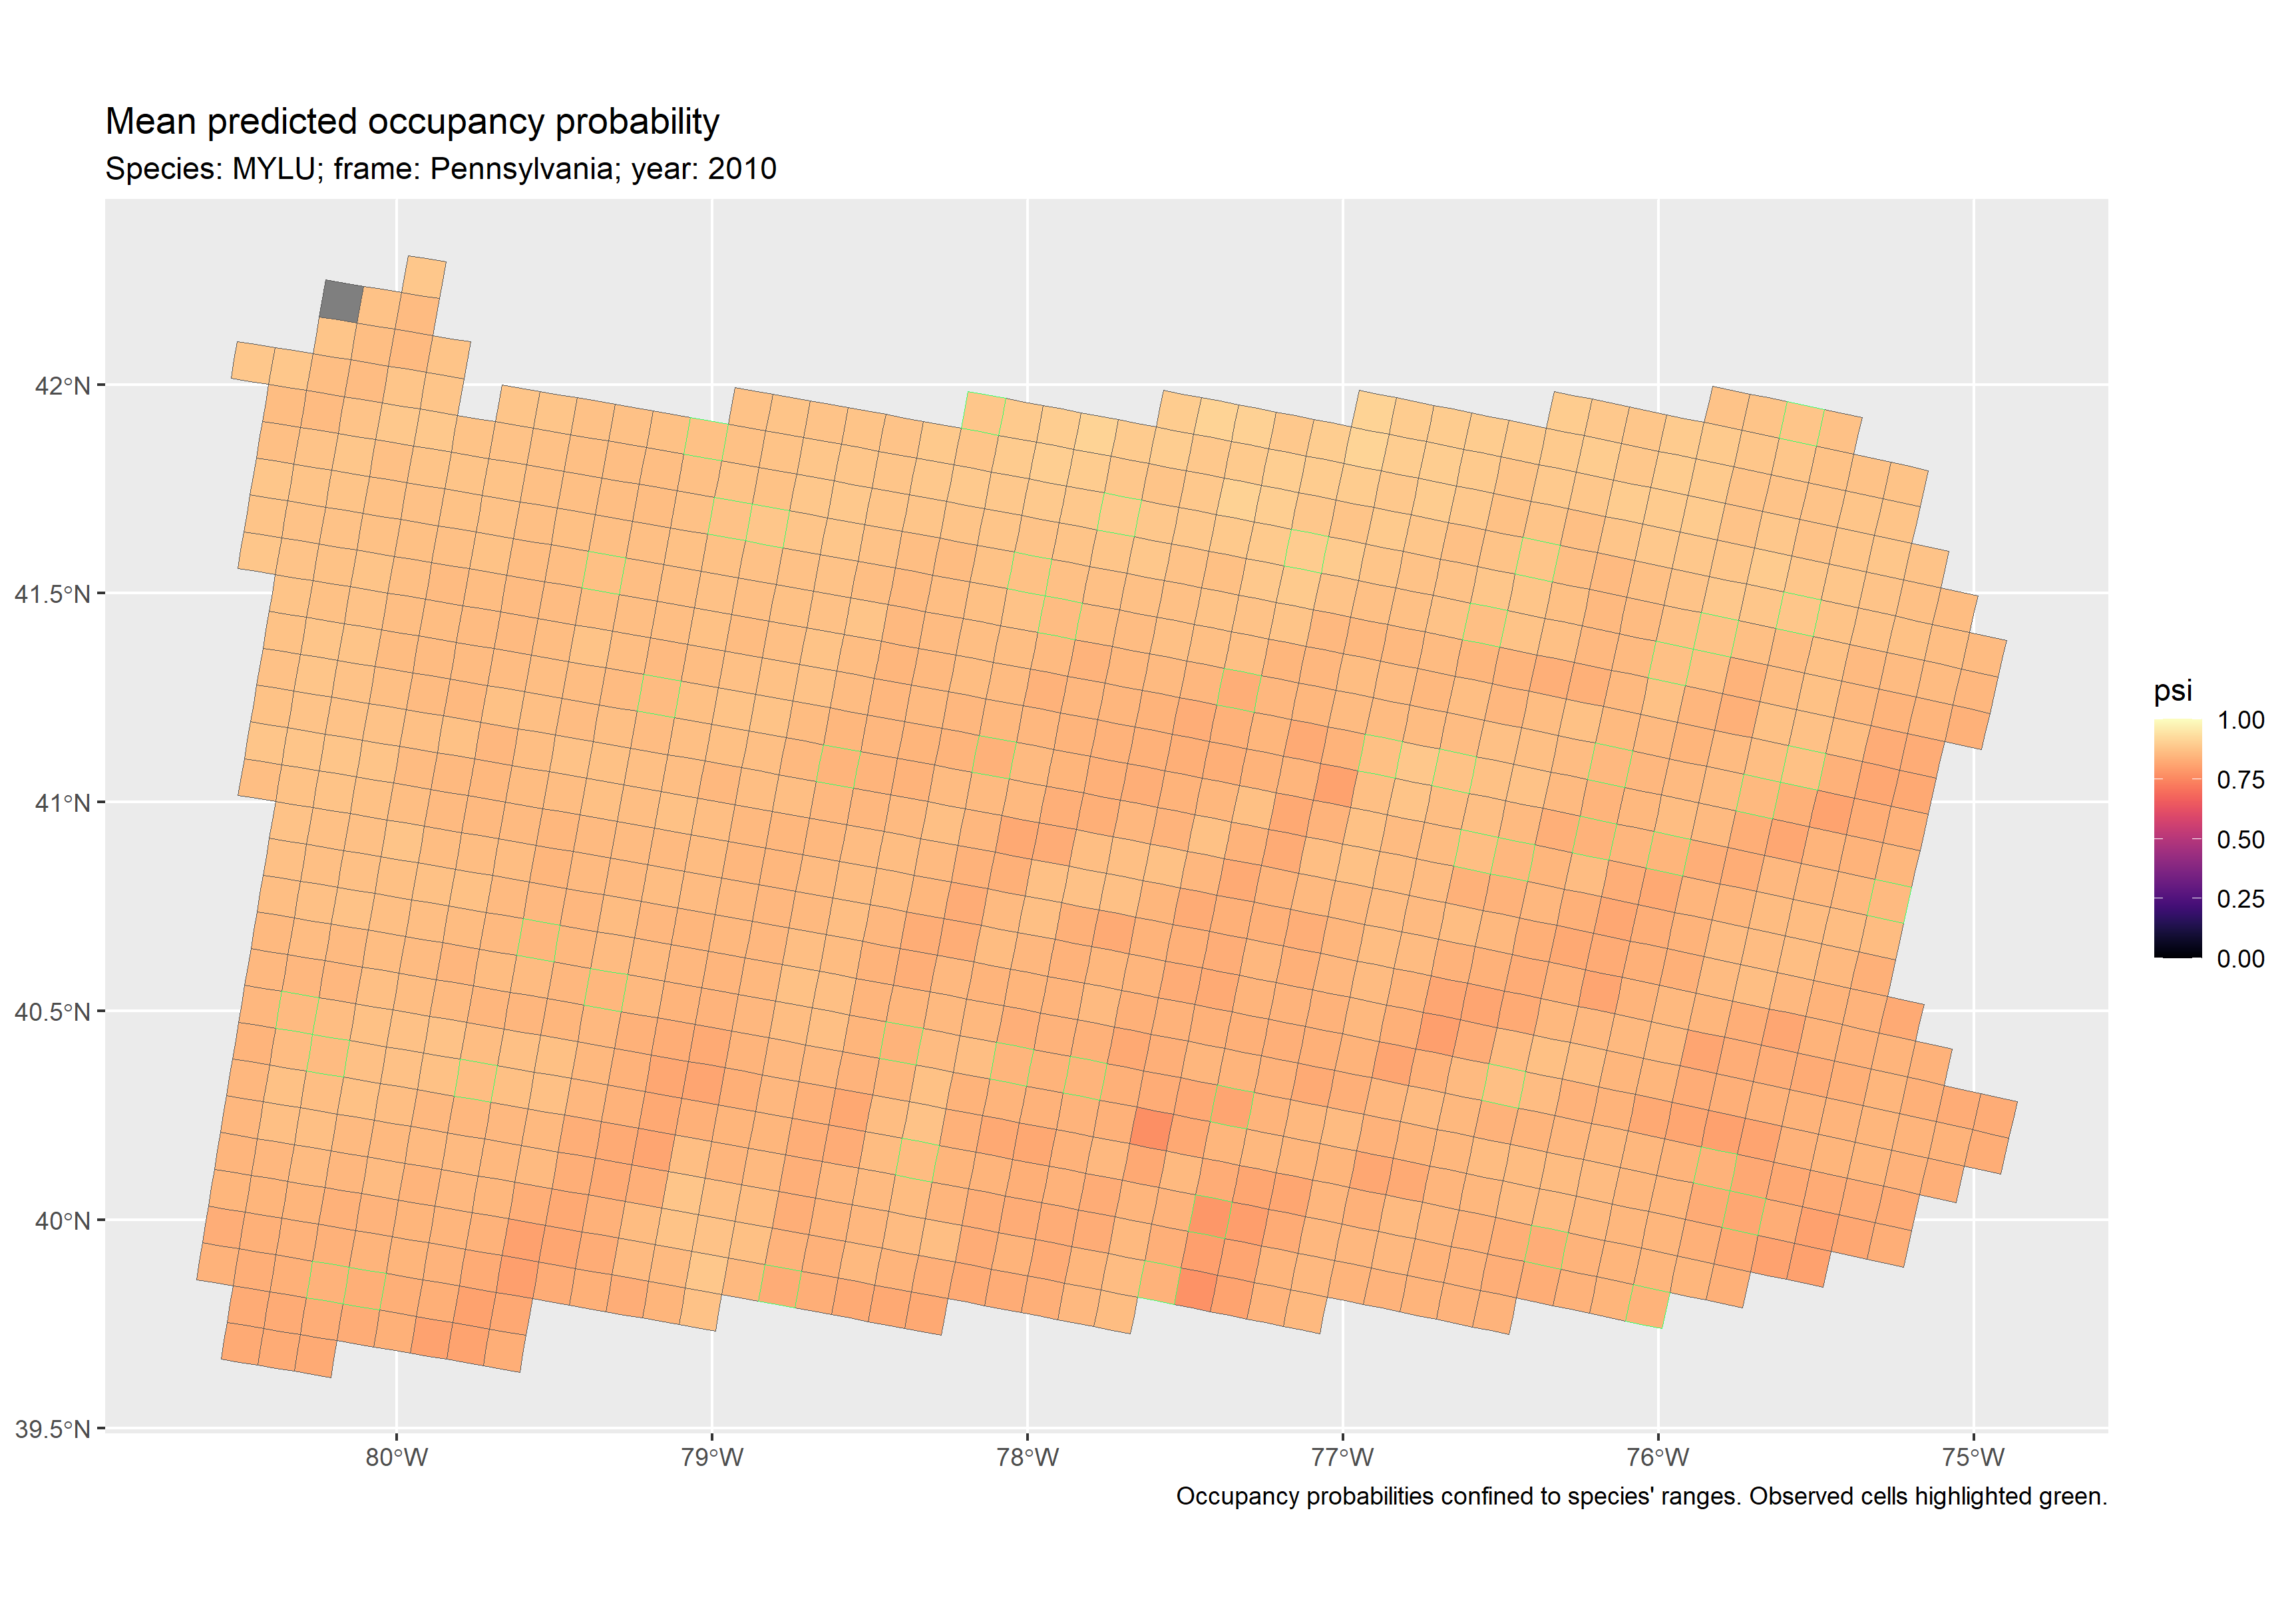 Mean predicted occupancy probability
Species: MYLU; frame: Pennsylvania; year: 2010
42°N
41.5°N
41°N
40.5°N
40°N
39.5°N
80°W
79°W
78°W
77°W
76°W
75°W
psi
1.00
0.75
0.50
0.25
0.00
Occupancy probabilities confined to species' ranges. Observed cells highlighted green.